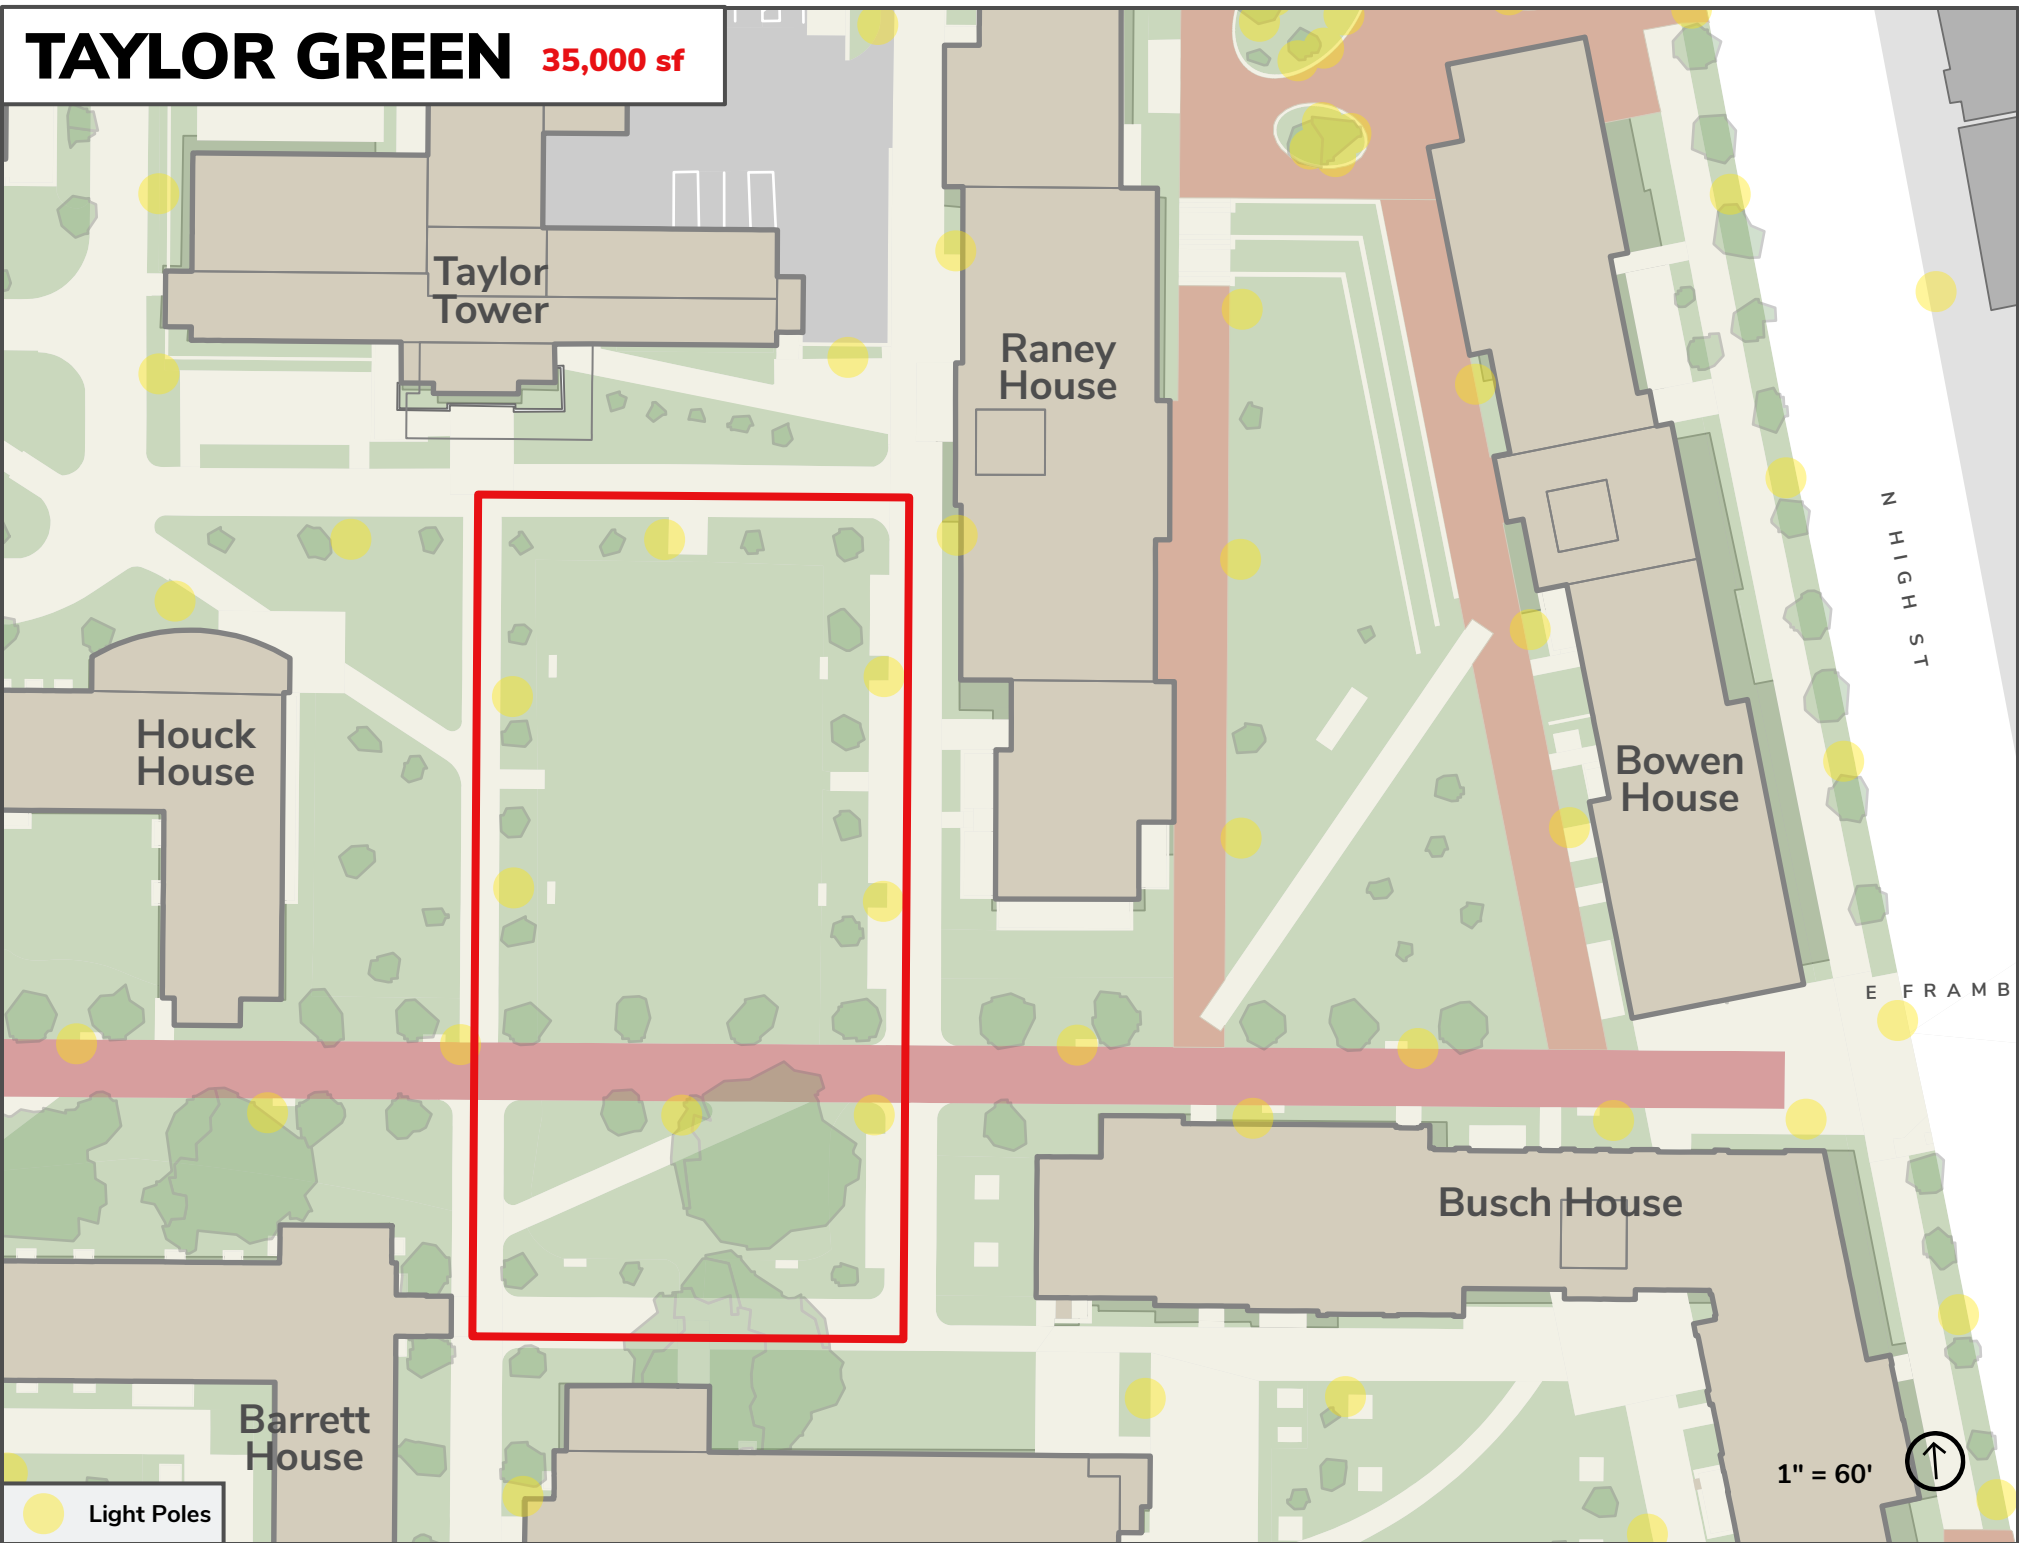 TAYLOR GREEN 35,000 sf
Taylor
Tower
Raney
House
N HIGH ST
Houck
House
Bowen
House
E FRAMB
Busch House
Barrett
House
1" = 60'
Light Poles